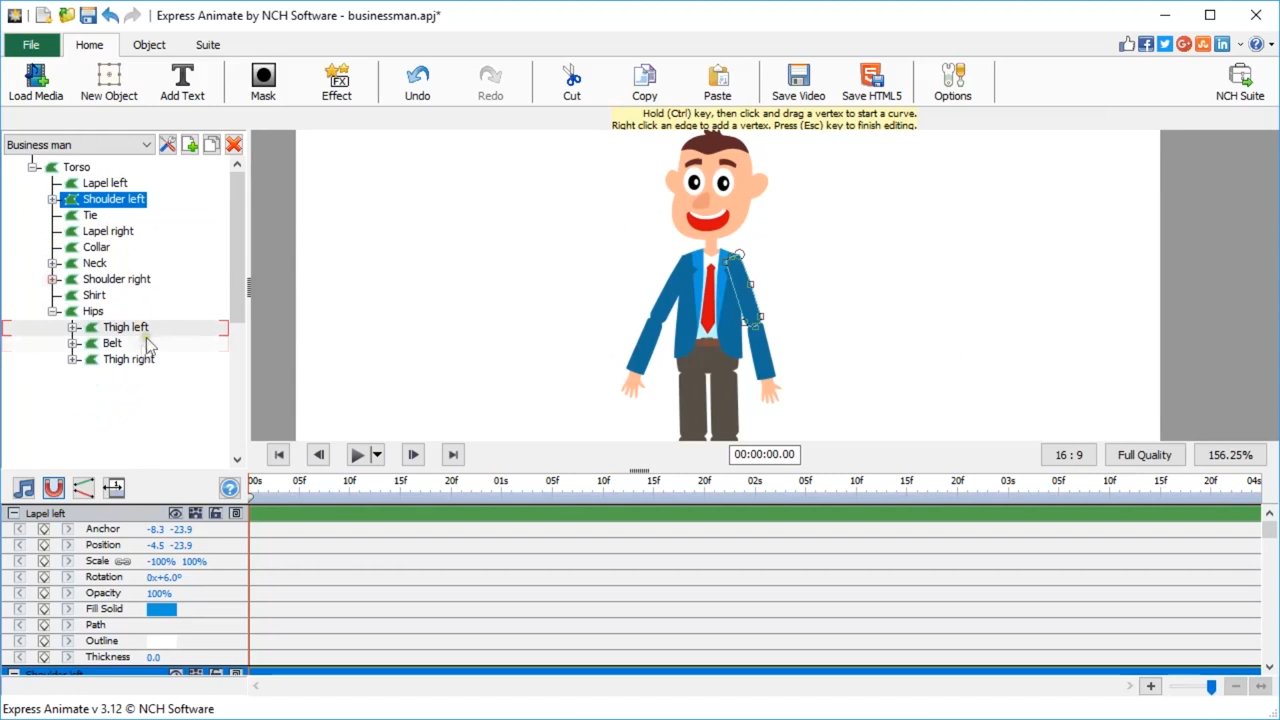 Express Animate by NCH Software - businessman.apj*
File Home Object Suite
Load Media New Object Add Text Mask Effect Undo Redo Cut Copy Paste Save Video Save HTML5 Options NCH Suite
Hold (Ctrl) key, then click and drag a vertex to start a curve.
Right click an edge to add a vertex. Press (Esc) key to finish editing.
Business man
Torso
Lapel left
Shoulder left
Tie
Lapel right
Collar
Neck
Shoulder right
Shirt
Hips
Thigh left
Belt
Thigh right
00:00:00.00 16 : 9 Full Quality 156.25%
00s 05f 10f 15f 20f 01s 05f 10f 15f 20f 02s 05f 10f 15f 20f 03s 05f 10f 15f 20f 04s
Lapel left
Anchor -8.3 -23.9
Position -4.5 -23.9
Scale -100% 100%
Rotation 0x+6.0º
Opacity 100%
Fill Solid
Path
Outline
Thickness 0.0
Shoulder left
Express Animate v 3.12 © NCH Software